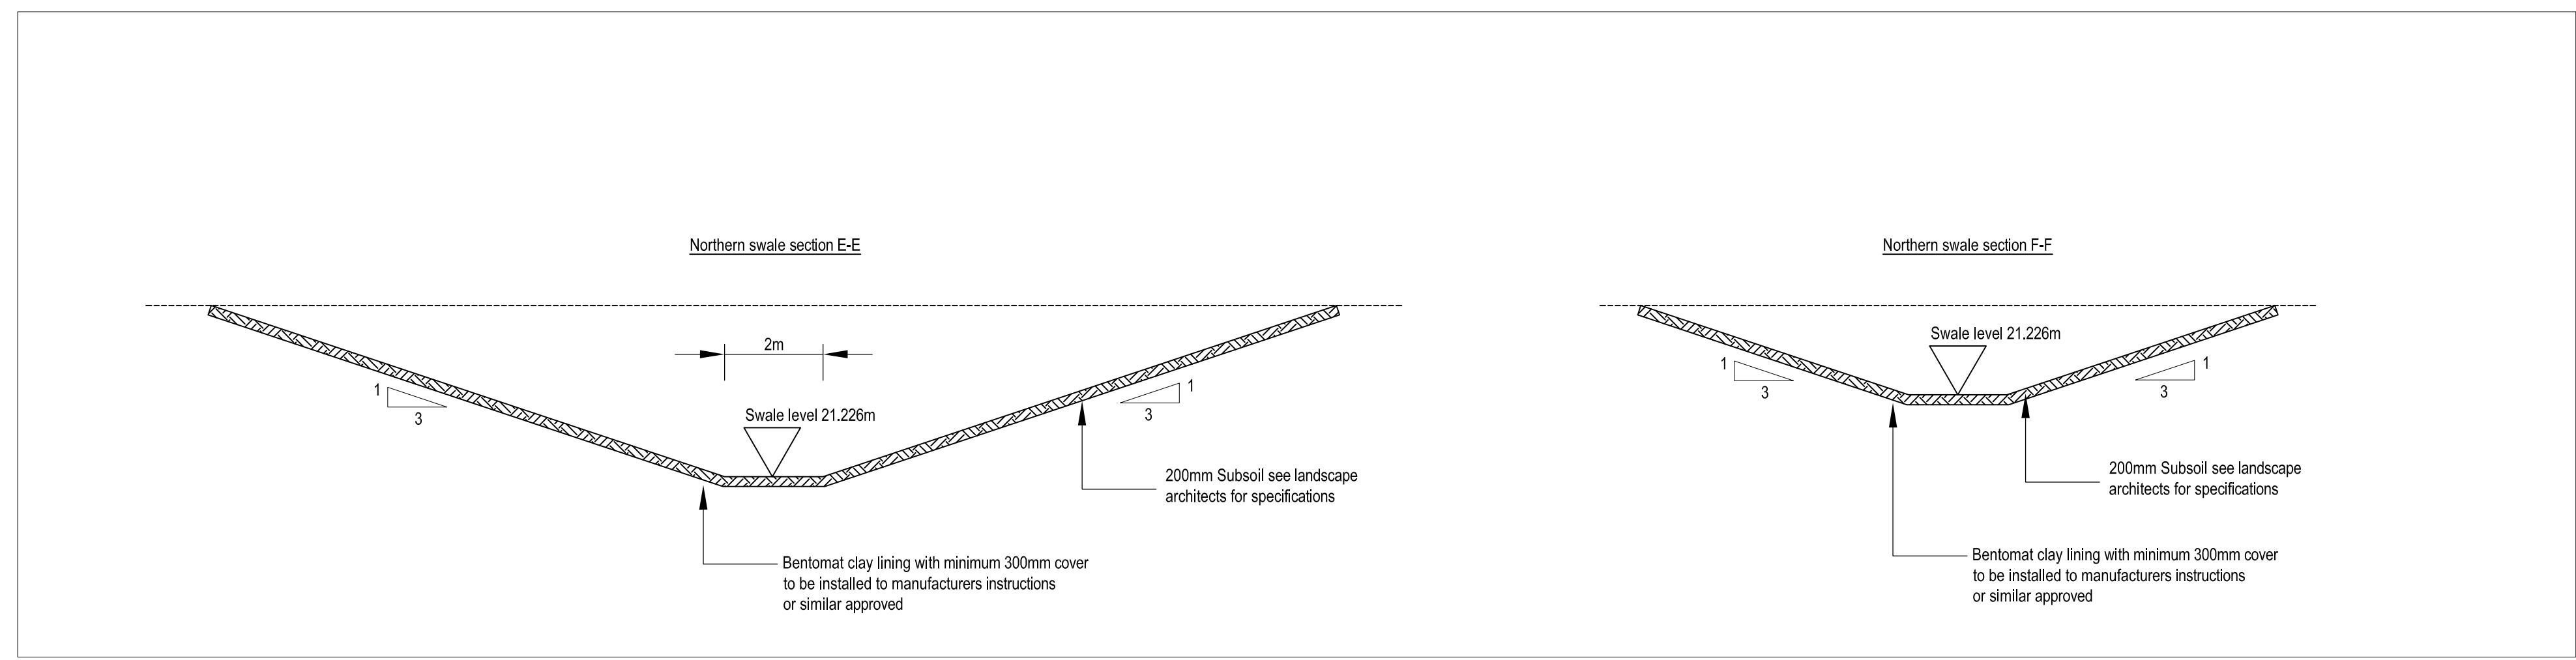 Northern swale section E-E
2m
1
3
Swale level 21.226m
1
3
200mm Subsoil see landscape
architects for specifications
Bentomat clay lining with minimum 300mm cover
to be installed to manufacturers instructions
or similar approved
Northern swale section F-F
Swale level 21.226m
1
3
1
3
200mm Subsoil see landscape
architects for specifications
Bentomat clay lining with minimum 300mm cover
to be installed to manufacturers instructions
or similar approved